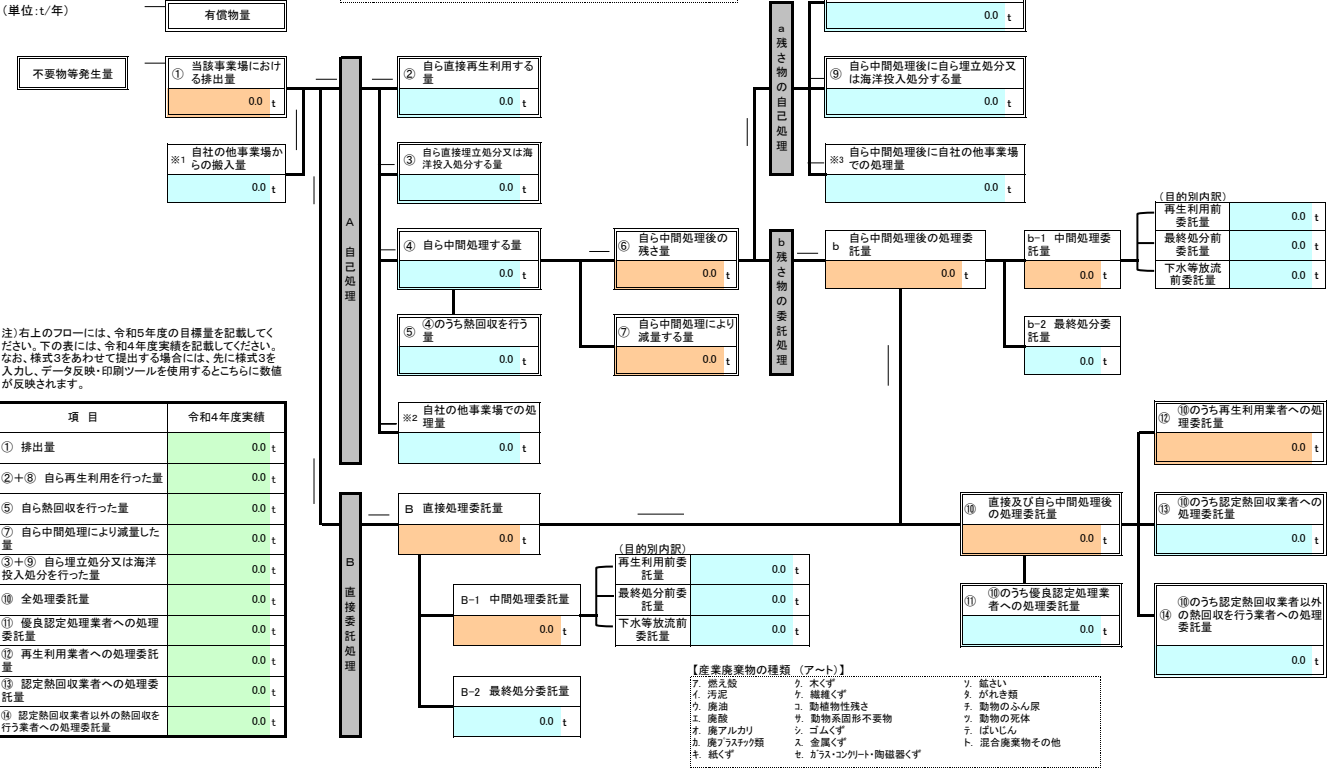 (単位:t/年)
有償物量
不要物等発生量
① 当該事業場におけ
る排出量
0.0 t
※1 自社の他事業場か
らの搬入量
0.0 t
A
自己処理
② 自ら直接再生利用する
量
0.0 t
③ 自ら直接埋立処分又は海
洋投入処分する量
0.0 t
④ 自ら中間処理する量
0.0 t
⑤ ④のうち熱回収を行う
量
0.0 t
※2 自社の他事業場での処
理量
0.0 t
⑥ 自ら中間処理後の
残さ量
0.0 t
⑦ 自ら中間処理により
減量する量
0.0 t
a
残さ物の自己処理
0.0 t
⑨ 自ら中間処理後に自ら埋立処分又
は海洋投入処分する量
0.0 t
※3 自ら中間処理後に自社の他事業場
での処理量
0.0 t
b
残さ物の委託処理
b 自ら中間処理後の処理委
託量
0.0 t
b-1 中間処理委
託量
0.0 t
b-2 最終処分委
託量
0.0 t
(目的別内訳)
再生利用前
委託量
0.0 t
最終処分前
委託量
0.0 t
下水等放流
前委託量
0.0 t
注)右上のフローには、令和5年度の目標量を記載してく
ださい。下の表には、令和4年度実績を記載してください。
なお、様式3をあわせて提出する場合には、先に様式3を
入力し、データ反映・印刷ツールを使用するとこちらに数値
が反映されます。
項 目 令和4年度実績
① 排出量 0.0 t
②+⑧ 自ら再生利用を行った量 0.0 t
⑤ 自ら熱回収を行った量 0.0 t
⑦ 自ら中間処理により減量した
量 0.0 t
③+⑨ 自ら埋立処分又は海洋
投入処分を行った量 0.0 t
⑩ 全処理委託量 0.0 t
⑪ 優良認定処理業者への処理
委託量 0.0 t
⑫ 再生利用業者への処理委託
量 0.0 t
⑬ 認定熱回収業者への処理委
託量 0.0 t
⑭ 認定熱回収業者以外の熱回収を
行う業者への処理委託量 0.0 t
B
直接委託処理
B 直接処理委託量
0.0 t
B-1 中間処理委託量
0.0 t
B-2 最終処分委託量
0.0 t
(目的別内訳)
再生利用前委
託量
0.0 t
最終処分前委
託量
0.0 t
下水等放流前
委託量
0.0 t
⑩ 直接及び自ら中間処理後
の処理委託量
0.0 t
⑪ ⑩のうち優良認定処理業
者への処理委託量
0.0 t
⑫ ⑩のうち再生利用業者への処
理委託量
0.0 t
⑬ ⑩のうち認定熱回収業者への
処理委託量
0.0 t
⑭ ⑩のうち認定熱回収業者以外
の熱回収を行う業者への処理
委託量
0.0 t
【産業廃棄物の種類 (ア~ト)】
ア. 燃え殻
イ. 汚泥
ウ. 廃油
エ. 廃酸
オ. 廃アルカリ
カ. 廃プラスチック類
キ. 紙くず
ク. 木くず
ケ. 繊維くず
コ. 動植物性残さ
サ. 動物系固形不要物
シ. ゴムくず
ス. 金属くず
セ. ガラス・コンクリート・陶磁器くず
ソ. 鉱さい
タ. がれき類
チ. 動物のふん尿
ツ. 動物の死体
テ. ばいじん
ト. 混合廃棄物その他